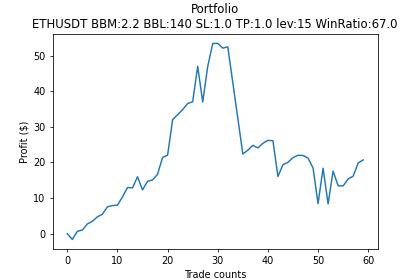 Portfolio
ETHUSDT BBM:2.2 BBL:140 SL:1.0 TP:1.0 lev:15 WinRatio:67.0
50
40
30
20
10
0
Profit ($)
0 10 20 30 40 50 60
Trade counts